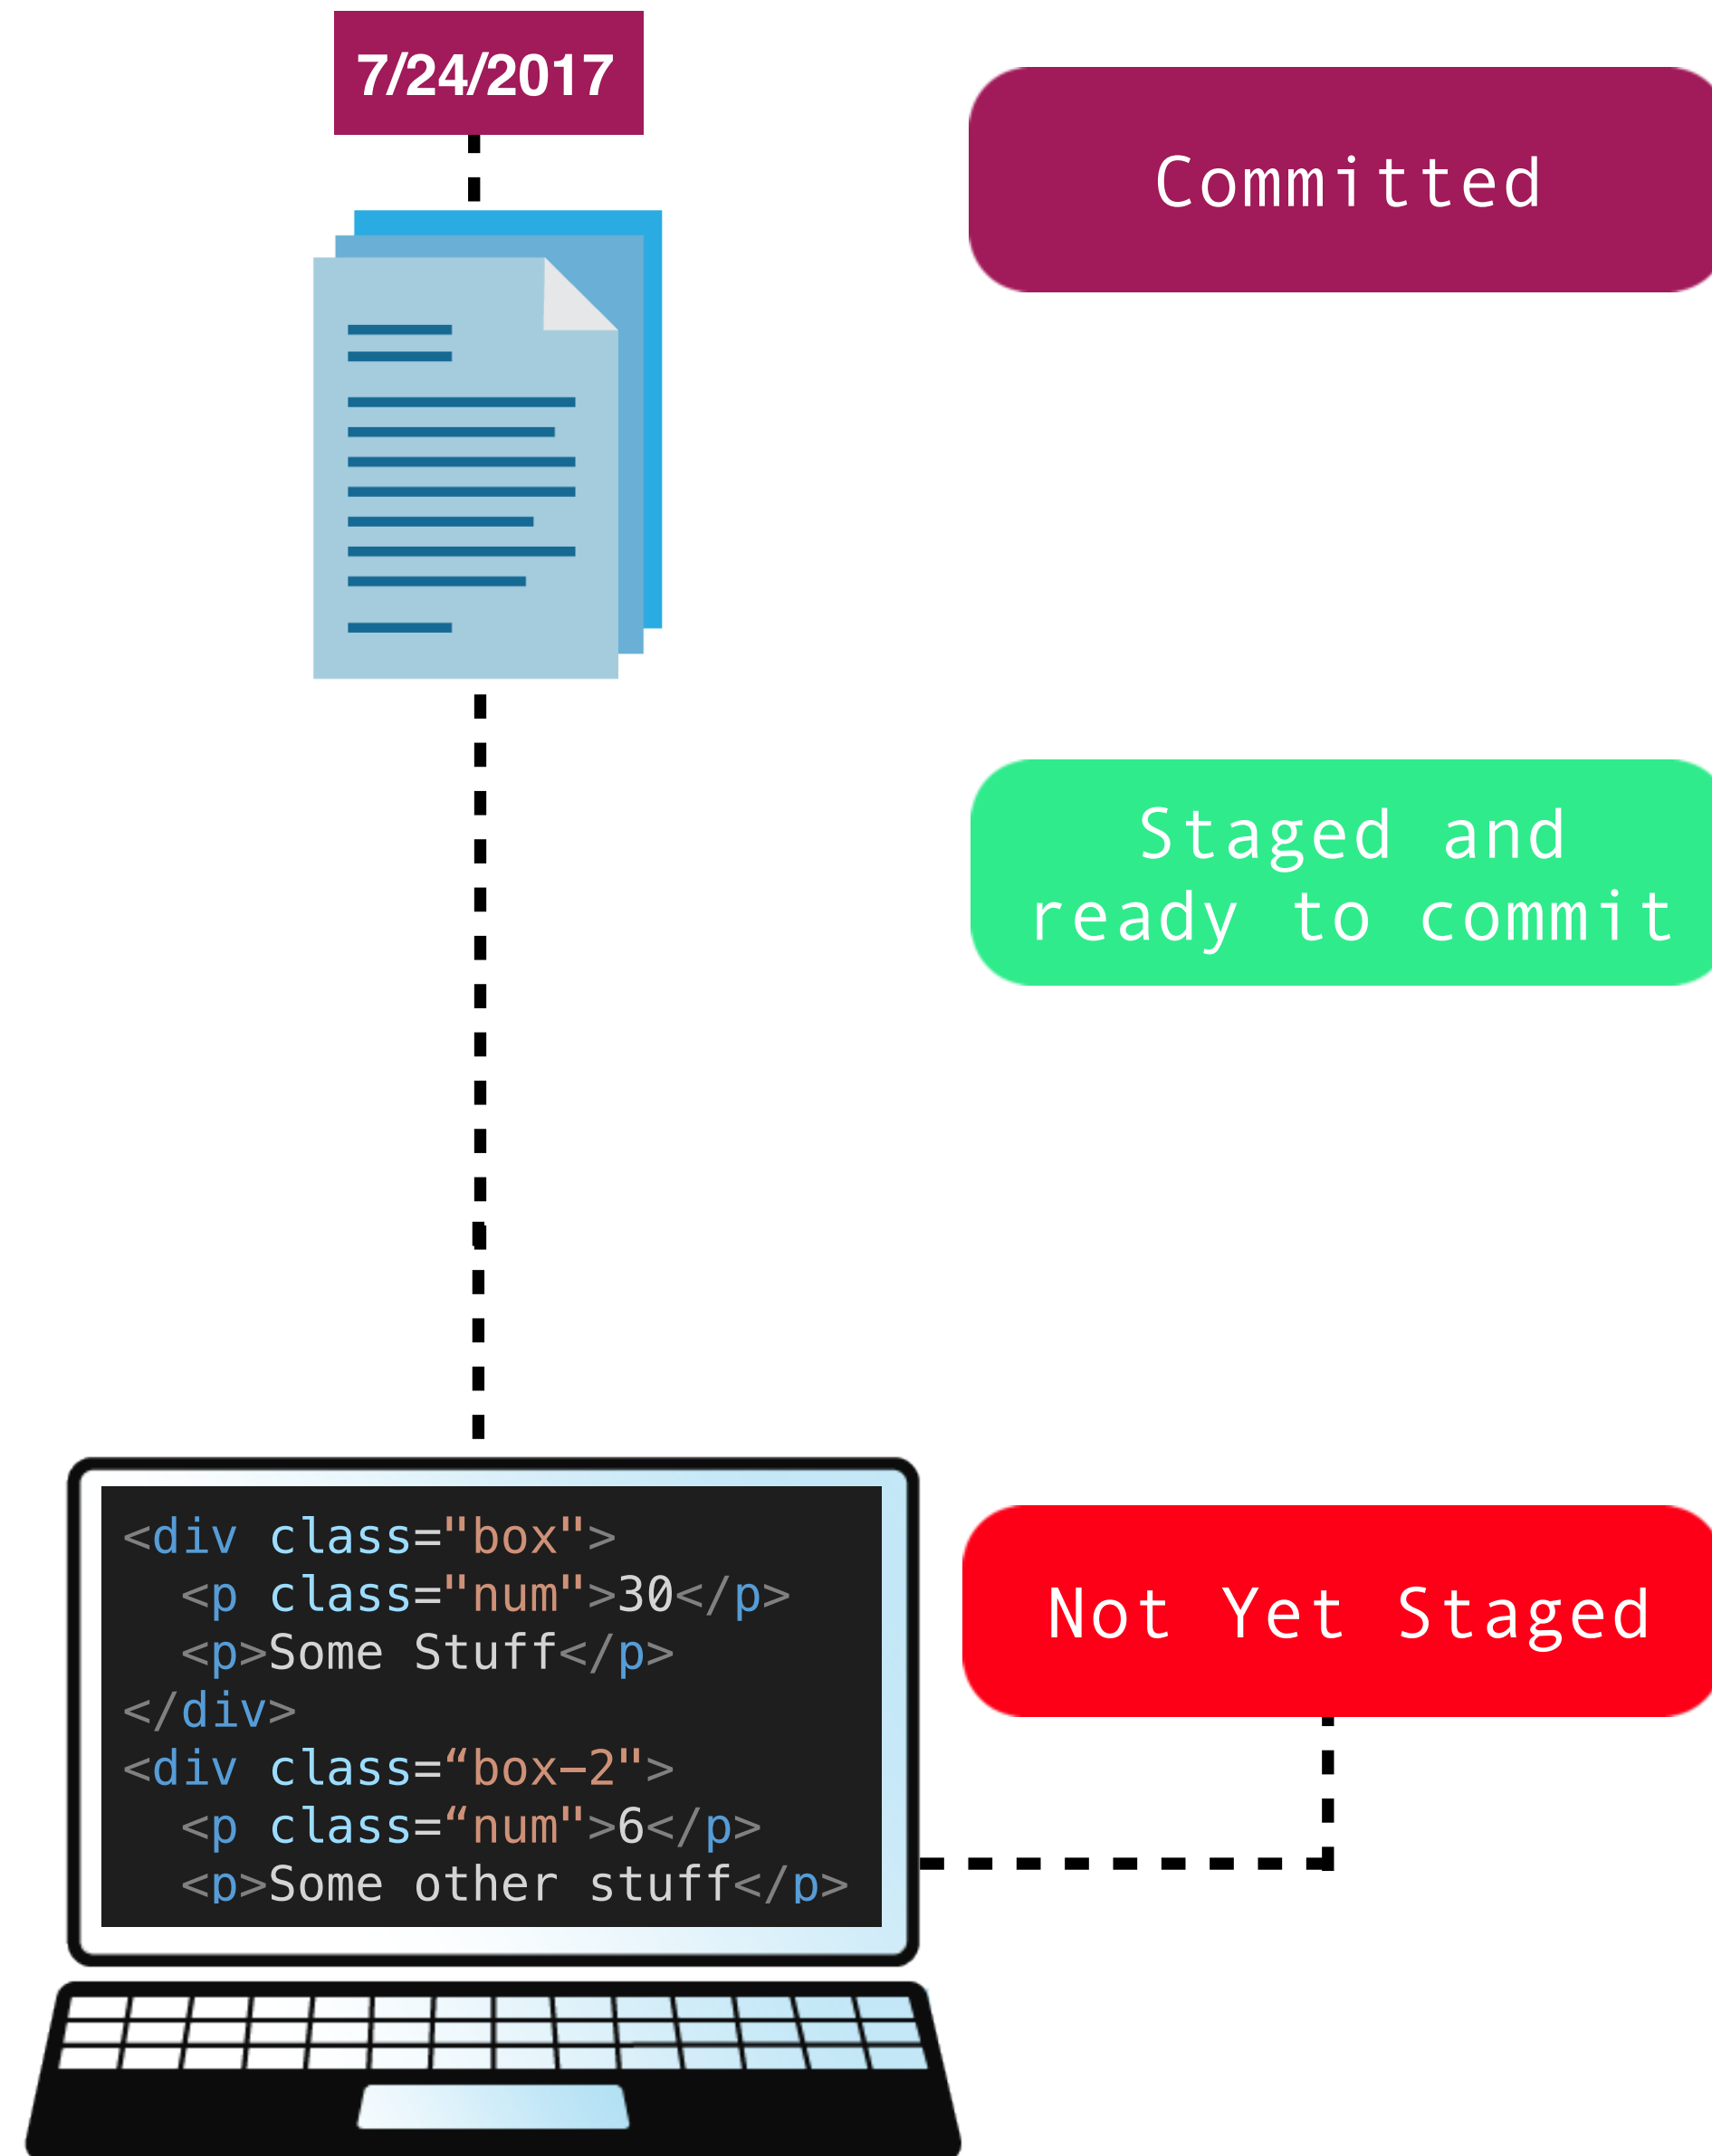 7/24/2017
Committed
Staged and
ready to commit
Not Yet Staged
<div class="box">
  <p class="num">30</p>
  <p>Some Stuff</p>
</div>
<div class=“box-2">
  <p class=“num">6</p>
  <p>Some other stuff</p>